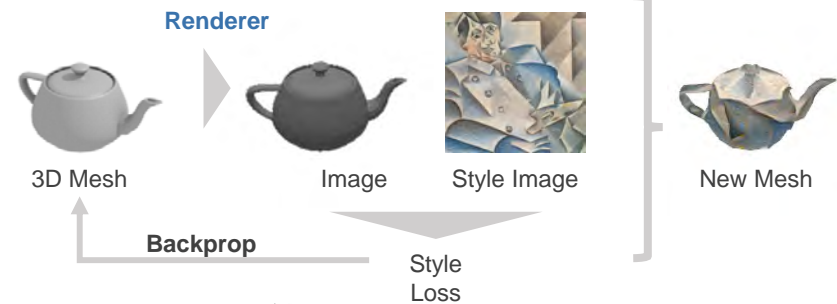 Renderer
3D Mesh
Image
Style Image
New Mesh
Backprop
Style
Loss